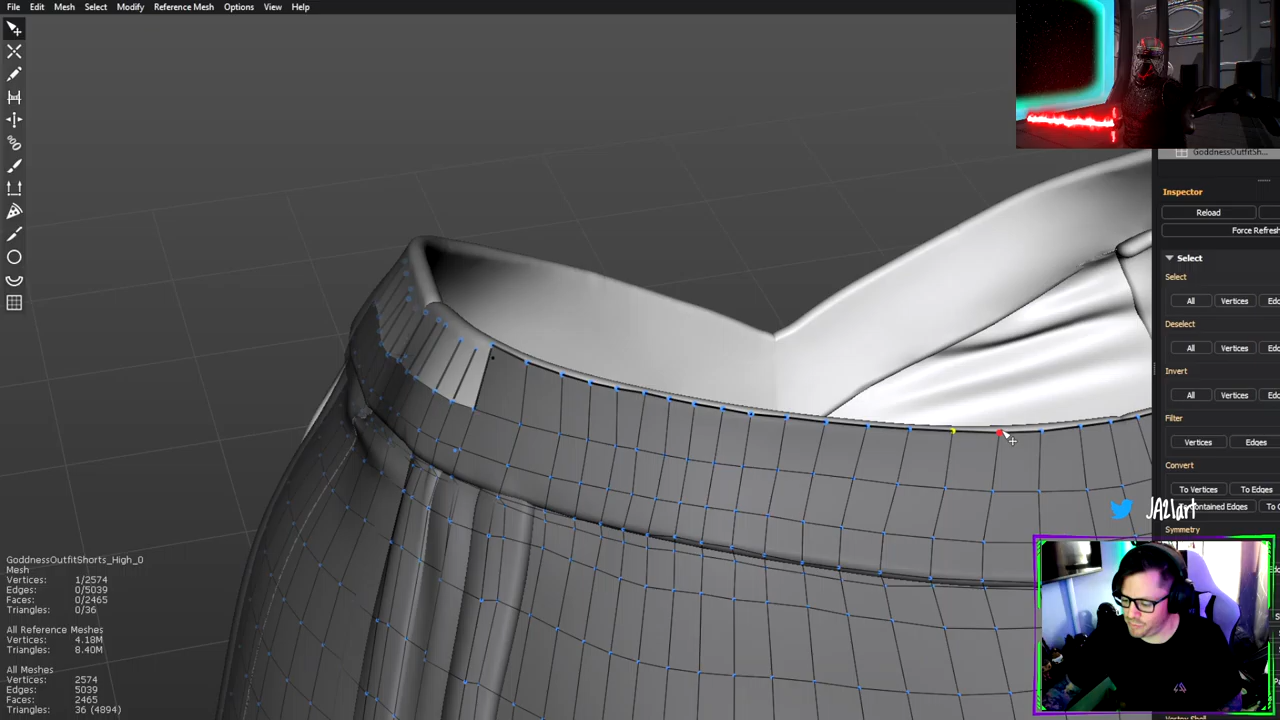 File Edit Mesh Select Modify Reference Mesh Options View Help
GoddnessOutfitSh...
Inspector
Reload
Force Refresh
Select
Select
All Vertices
Deselect
All Vertices
Invert
All Vertices
Filter
Vertices Edges
Convert
To Vertices To Edges
Contained Edges
Symmetry
JA21art
GoddnessOutfitShorts_High_0
Mesh
Vertices: 1/2574
Edges: 0/5039
Faces: 0/2465
Triangles: 0/36
All Reference Meshes
Vertices: 4.18M
Triangles: 8.40M
All Meshes
Vertices: 2574
Edges: 5039
Faces: 2465
Triangles: 36 (4894)